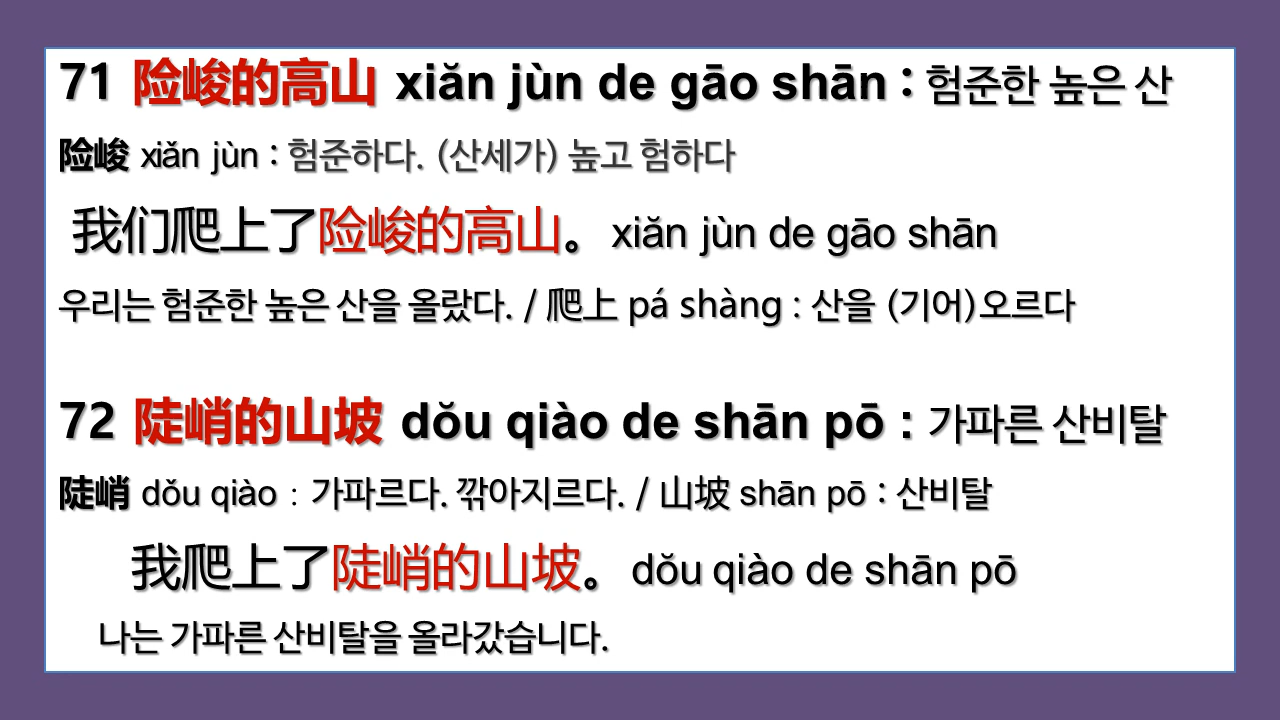 71 险峻的高山 xiăn jùn de gāo shān : 험준한 높은 산
险峻 xiăn jùn : 험준하다. (산세가) 높고 험하다
我们爬上了险峻的高山。xiăn jùn de gāo shān
우리는 험준한 높은 산을 올랐다. / 爬上 pá shàng : 산을 (기어)오르다
72 陡峭的山坡 dŏu qiào de shān pō : 가파른 산비탈
陡峭 dŏu qiào : 가파르다. 깎아지르다. / 山坡 shān pō : 산비탈
我爬上了陡峭的山坡。dŏu qiào de shān pō
나는 가파른 산비탈을 올라갔습니다.